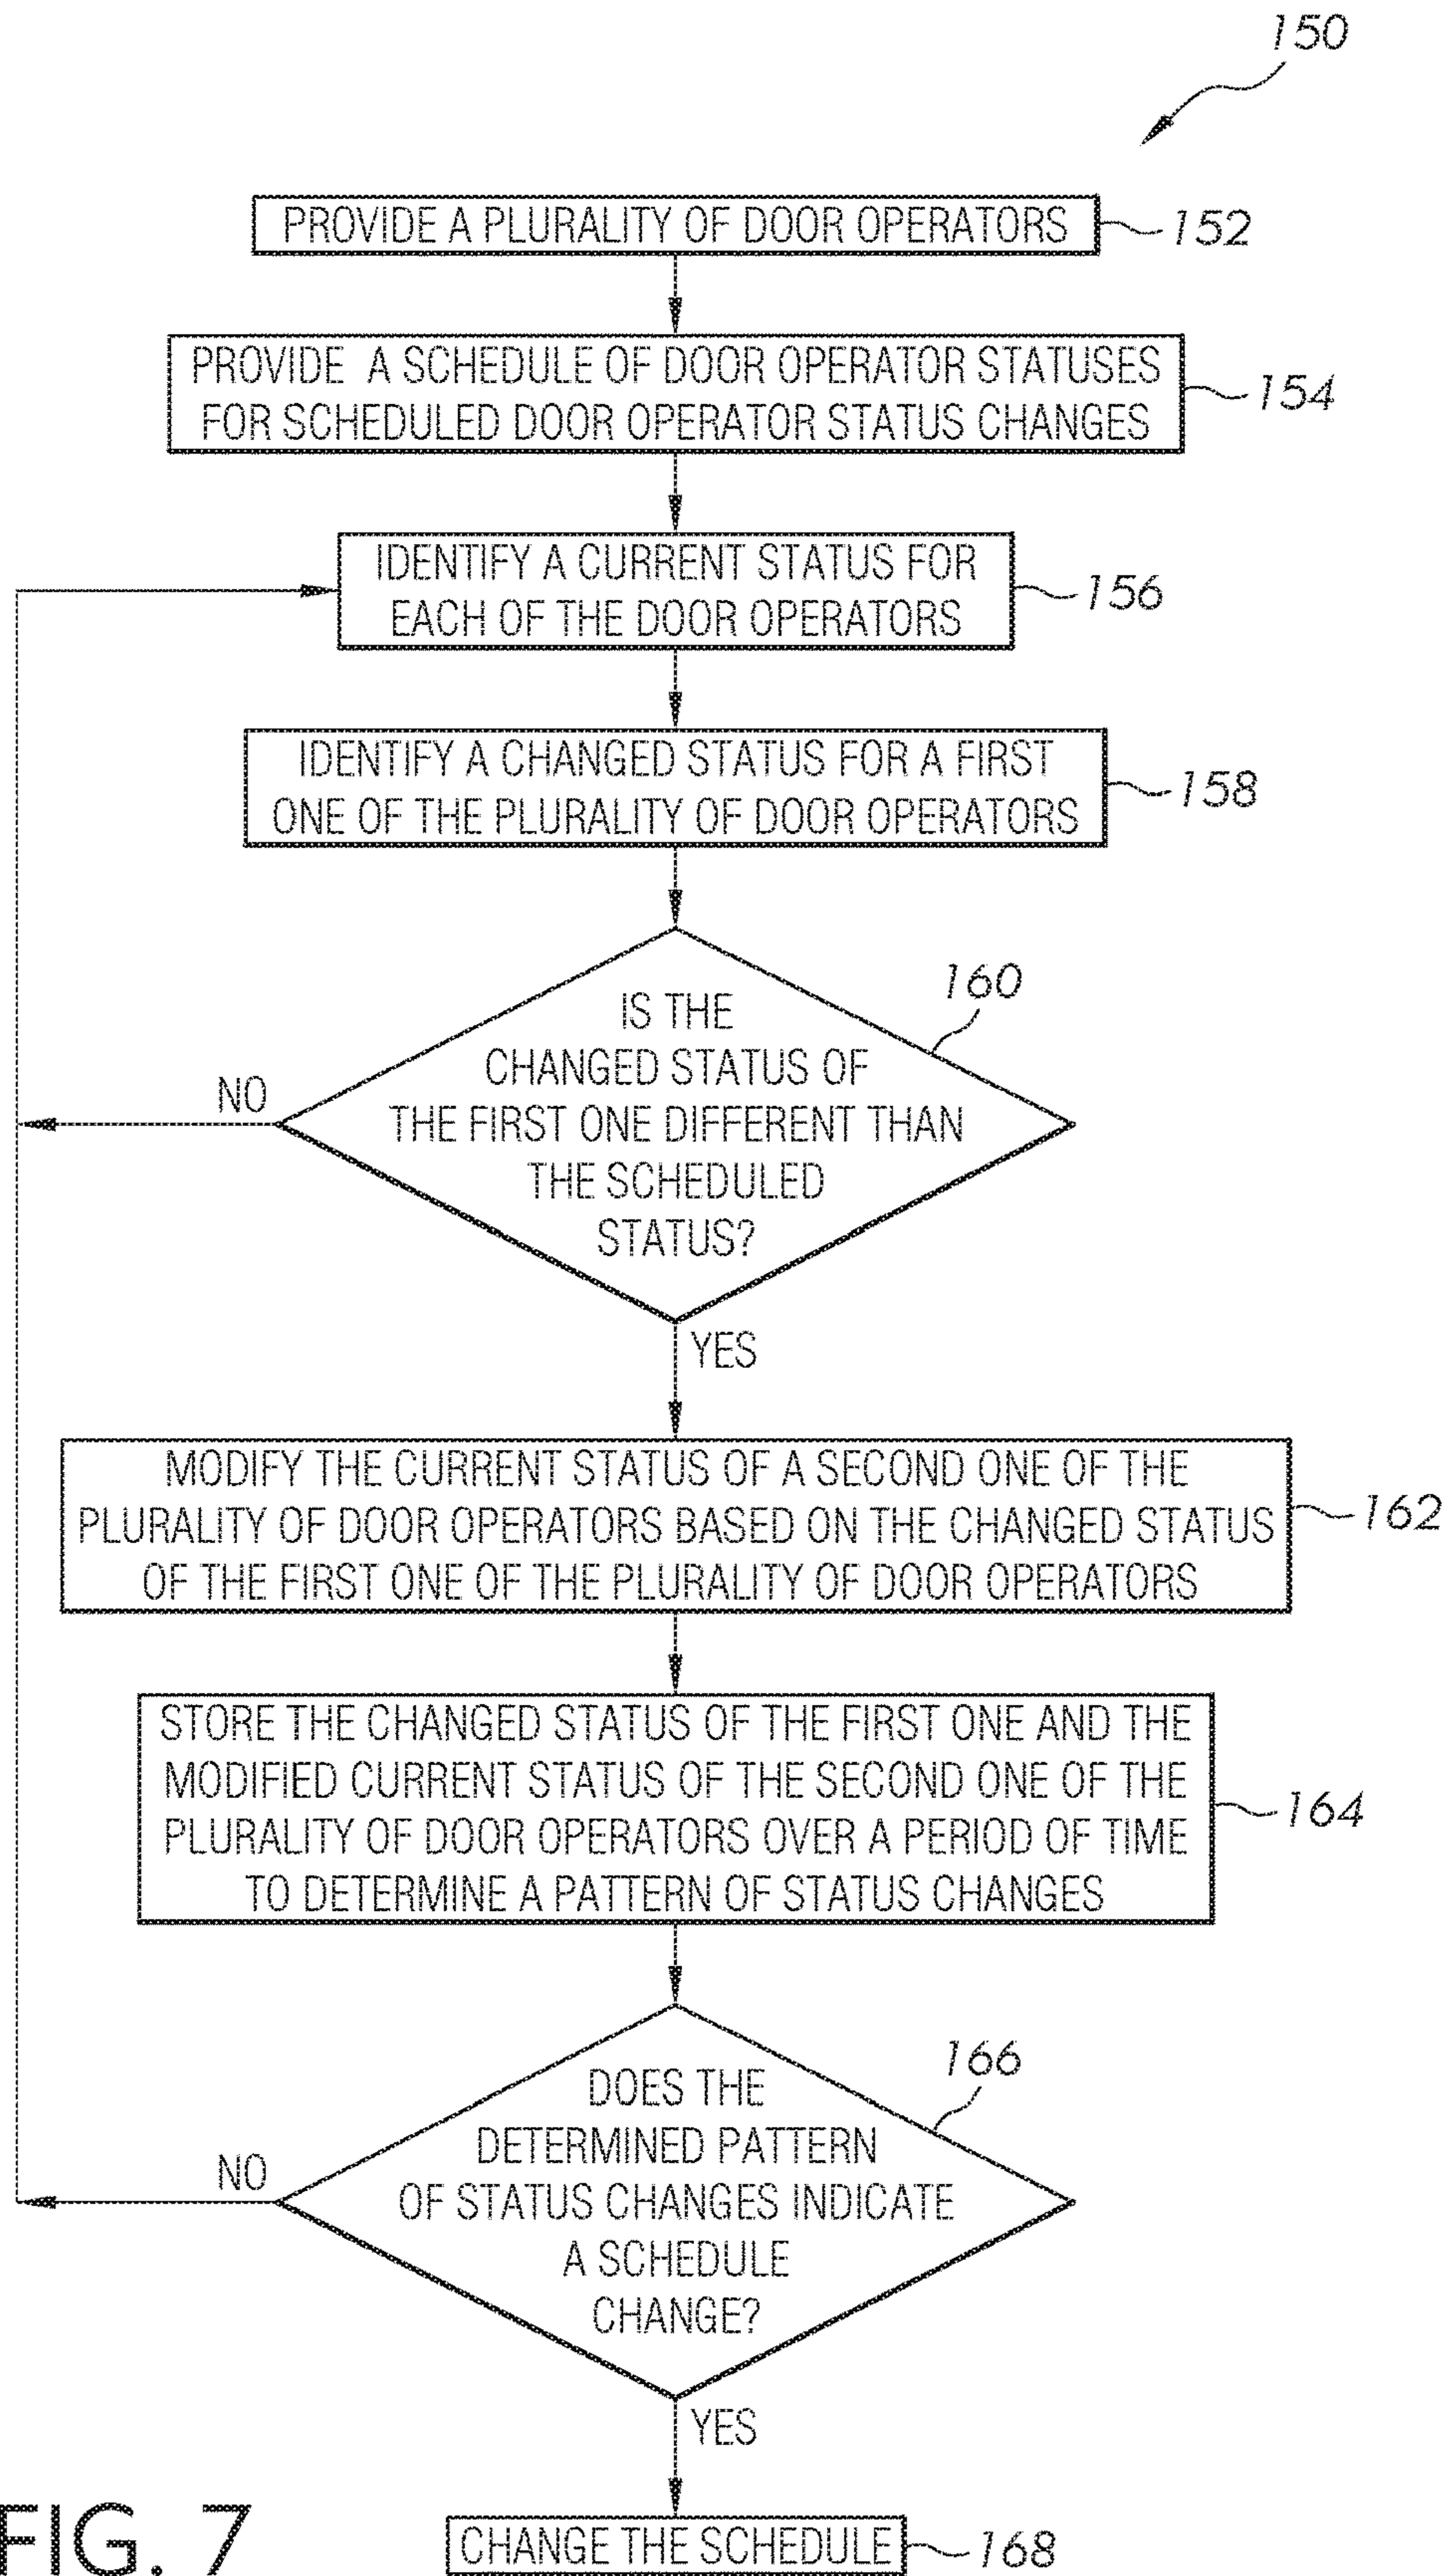 150
PROVIDE A PLURALITY OF DOOR OPERATORS
152
PROVIDE A SCHEDULE OF DOOR OPERATOR STATUSES
FOR SCHEDULED DOOR OPERATOR STATUS CHANGES
154
IDENTIFY A CURRENT STATUS FOR
EACH OF THE DOOR OPERATORS
156
IDENTIFY A CHANGED STATUS FOR A FIRST
ONE OF THE PLURALITY OF DOOR OPERATORS
158
160
IS THE
CHANGED STATUS OF
THE FIRST ONE DIFFERENT THAN
THE SCHEDULED
STATUS?
NO
YES
MODIFY THE CURRENT STATUS OF A SECOND ONE OF THE
PLURALITY OF DOOR OPERATORS BASED ON THE CHANGED STATUS
OF THE FIRST ONE OF THE PLURALITY OF DOOR OPERATORS
162
STORE THE CHANGED STATUS OF THE FIRST ONE AND THE
MODIFIED CURRENT STATUS OF THE SECOND ONE OF THE
PLURALITY OF DOOR OPERATORS OVER A PERIOD OF TIME
TO DETERMINE A PATTERN OF STATUS CHANGES
164
166
DOES THE
DETERMINED PATTERN
OF STATUS CHANGES INDICATE
A SCHEDULE
CHANGE?
NO
YES
CHANGE THE SCHEDULE
168
FIG. 7